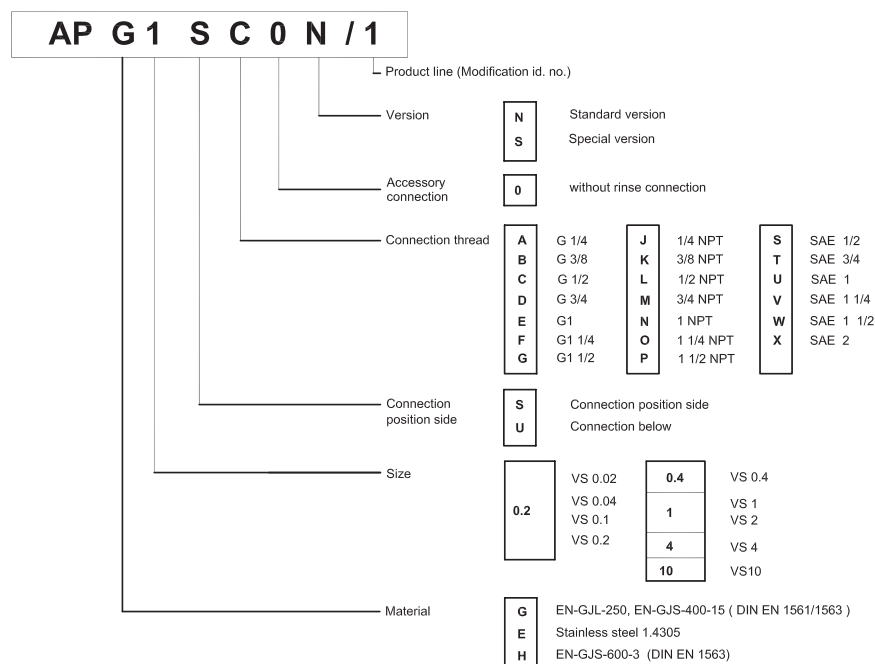 AP G 1 S C 0 N / 1
Product line (Modification id. no.)
Version
N Standard version
S Special version
Accessory
connection
0 without rinse connection
Connection thread
A G 1/4 J 1/4 NPT S SAE 1/2
B G 3/8 K 3/8 NPT T SAE 3/4
C G 1/2 L 1/2 NPT U SAE 1
D G 3/4 M 3/4 NPT V SAE 1 1/4
E G1 N 1 NPT W SAE 1 1/2
F G1 1/4 O 1 1/4 NPT X SAE 2
G G1 1/2 P 1 1/2 NPT
Connection
position side
S Connection position side
U Connection below
Size
0.2
VS 0.02
VS 0.04
VS 0.1
VS 0.2
0.4 VS 0.4
1
VS 1
VS 2
4 VS 4
10 VS10
Material
G EN-GJL-250, EN-GJS-400-15 ( DIN EN 1561/1563 )
E Stainless steel 1.4305
H EN-GJS-600-3 (DIN EN 1563)